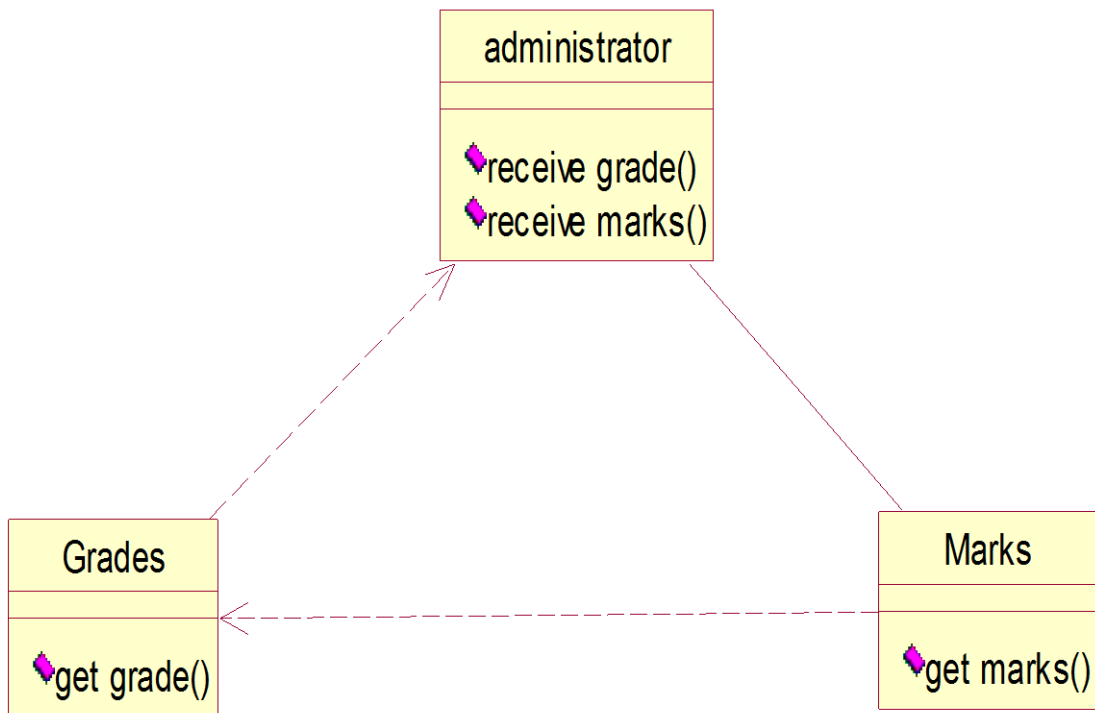 administrator
receive grade()
receive marks()
Grades
get grade()
Marks
get marks()